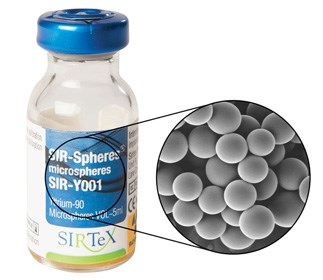 SIR-Spheres®
microspheres
SIR-Y001
Yttrium-90
Microspheres VOL-5ml
SIRTeX